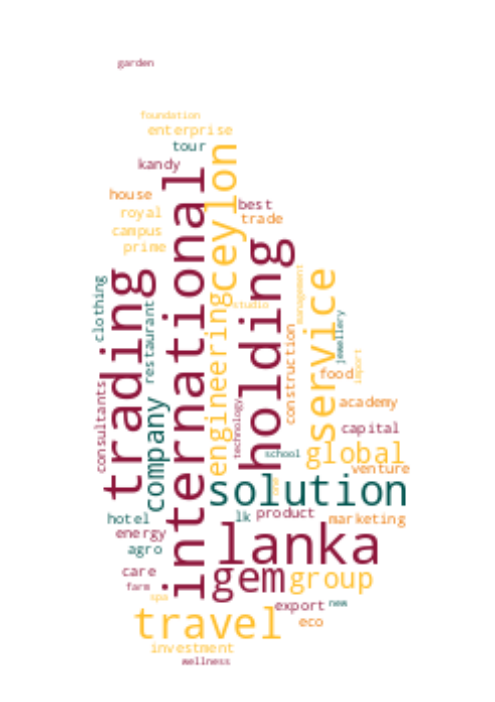 garden
foundation
enterprise
tour
kandy
house
best
royal
trade
campus
prime
international
ceylon
holding
trading
service
clothing
restaurant
management
studio
engineering
construction
jewellery
import
food
consultants
company
technology
academy
capital
school
global
venture
solution
hotel
lk
product
marketing
energy
agro
lanka
care
gem
group
farm
spa
export
new
eco
travel
investment
wellness